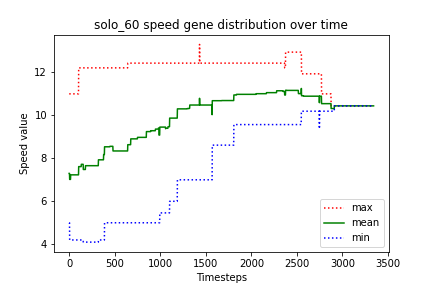 solo_60 speed gene distribution over time
Speed value
12
10
8
6
4
max
mean
min
0
500
1000
1500
2000
2500
3000
3500
Timesteps